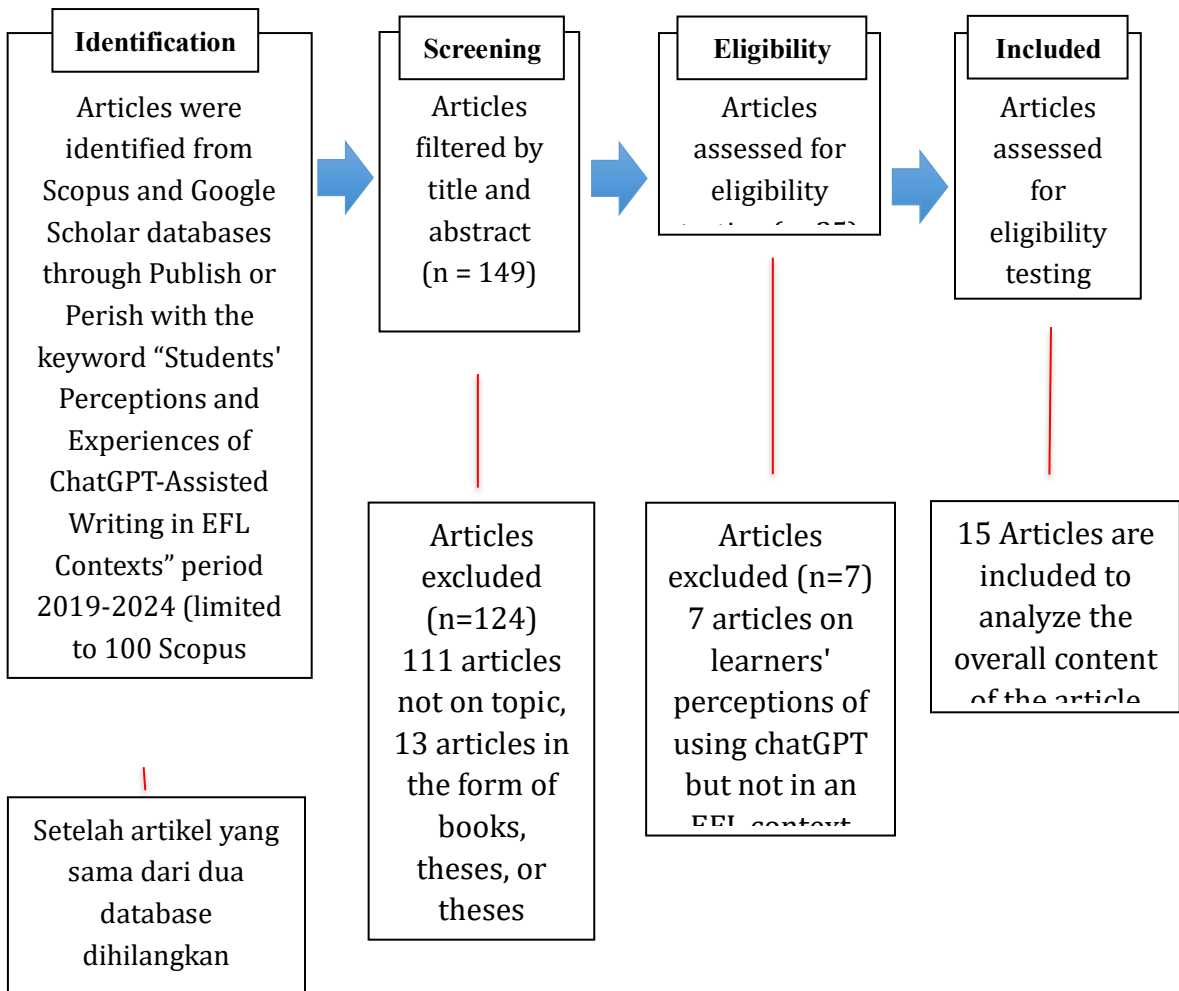 Identification
Articles were
identified from
Scopus and Google
Scholar databases
through Publish or
Perish with the
keyword “Students'
Perceptions and
Experiences of
ChatGPT-Assisted
Writing in EFL
Contexts” period
2019-2024 (limited
to 100 Scopus
Setelah artikel yang
sama dari dua
database
dihilangkan
Screening
Articles
filtered by
title and
abstract
(n = 149)
Articles
excluded
(n=124)
111 articles
not on topic,
13 articles in
the form of
books,
theses, or
theses
Eligibility
Articles
assessed for
eligibility
Articles
excluded (n=7)
7 articles on
learners'
perceptions of
using chatGPT
but not in an
EFL context
Included
Articles
assessed
for
eligibility
testing
15 Articles are
included to
analyze the
overall content
of the article